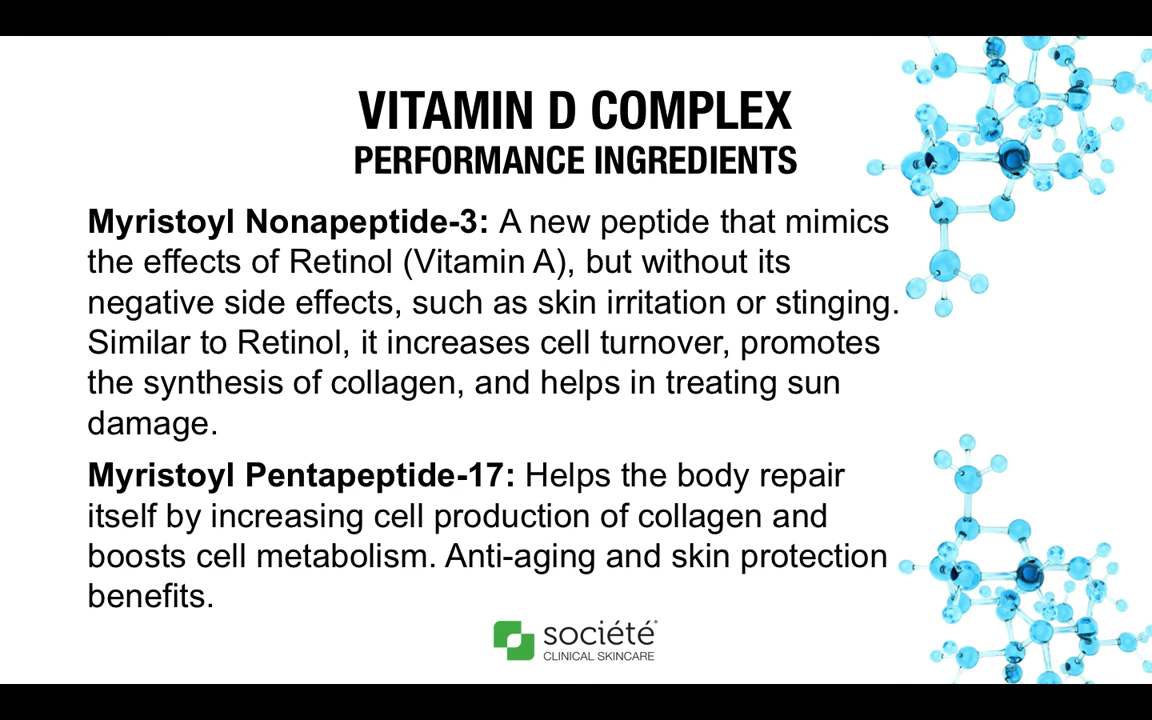 VITAMIN D COMPLEX
PERFORMANCE INGREDIENTS
Myristoyl Nonapeptide-3: A new peptide that mimics
the effects of Retinol (Vitamin A), but without its
negative side effects, such as skin irritation or stinging.
Similar to Retinol, it increases cell turnover, promotes
the synthesis of collagen, and helps in treating sun
damage.
Myristoyl Pentapeptide-17: Helps the body repair
itself by increasing cell production of collagen and
boosts cell metabolism. Anti-aging and skin protection
benefits.
société®
CLINICAL SKINCARE